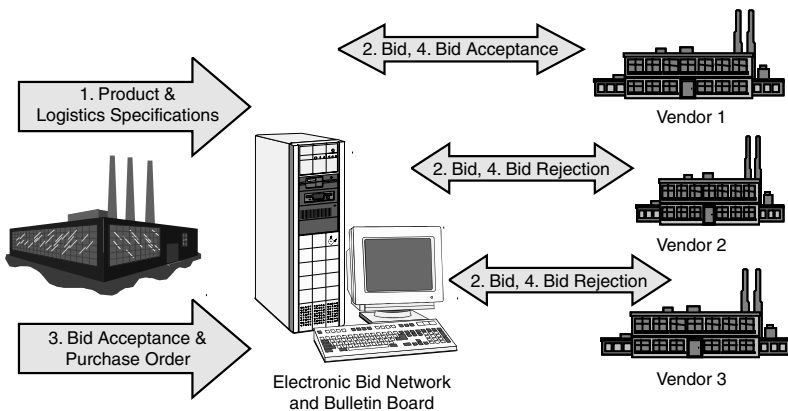 2. Bid, 4. Bid Acceptance
1. Product &
Logistics Specifications
Vendor 1
2. Bid, 4. Bid Rejection
Vendor 2
2. Bid, 4. Bid Rejection
3. Bid Acceptance &
Purchase Order
Vendor 3
Electronic Bid Network
and Bulletin Board